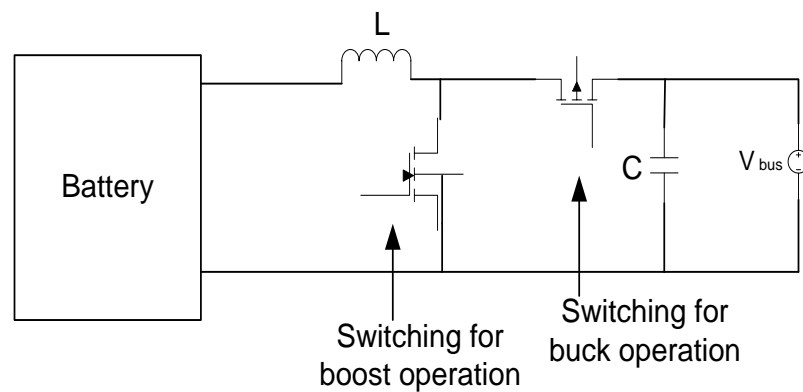 L
Battery
C
V bus
Switching for
boost operation
Switching for
buck operation